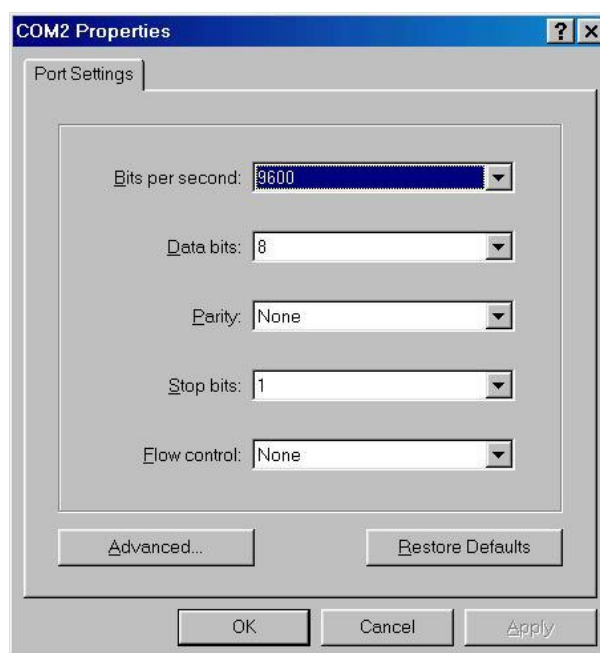 COM2 Properties
Port Settings
Bits per second: 9600
Data bits: 8
Parity: None
Stop bits: 1
Flow control: None
Advanced... Restore Defaults
OK Cancel Apply